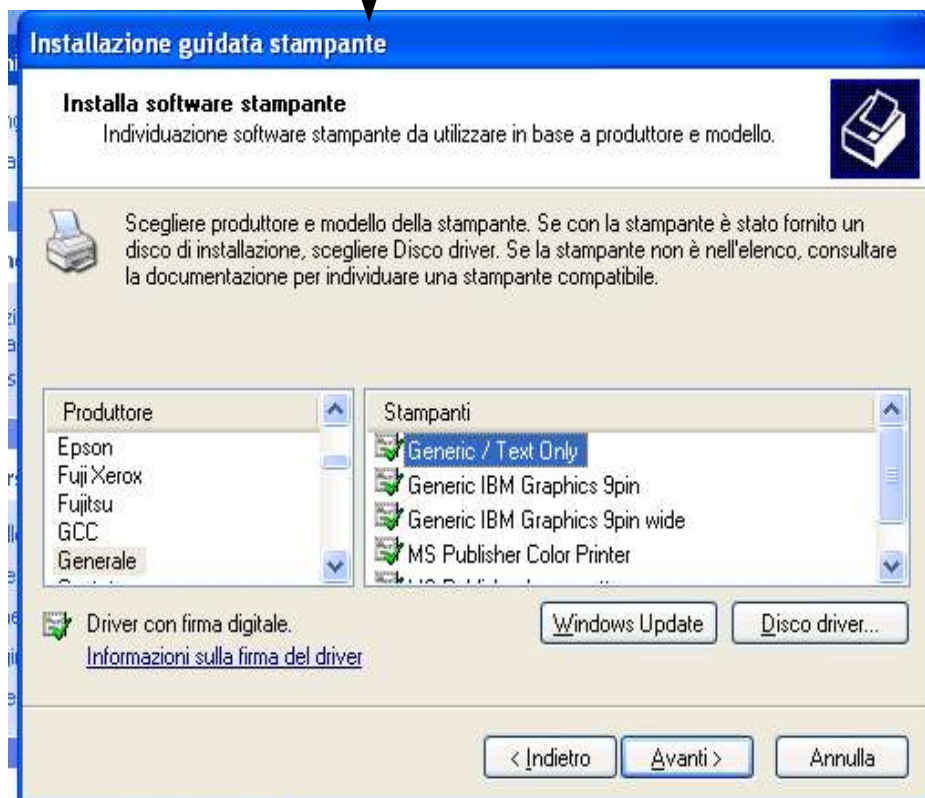 Installazione guidata stampante
Installa software stampante
Individuazione software stampante da utilizzare in base a produttore e modello.
Scegliere produttore e modello della stampante. Se con la stampante è stato fornito un
disco di installazione, scegliere Disco driver. Se la stampante non è nell'elenco, consultare
la documentazione per individuare una stampante compatibile.
Produttore
Epson
Fuji Xerox
Fujitsu
GCC
Generale
Stampanti
Generic / Text Only
Generic IBM Graphics 9pin
Generic IBM Graphics 9pin wide
MS Publisher Color Printer
Driver con firma digitale.
Informazioni sulla firma del driver
Windows Update
Disco driver...
< Indietro
Avanti >
Annulla